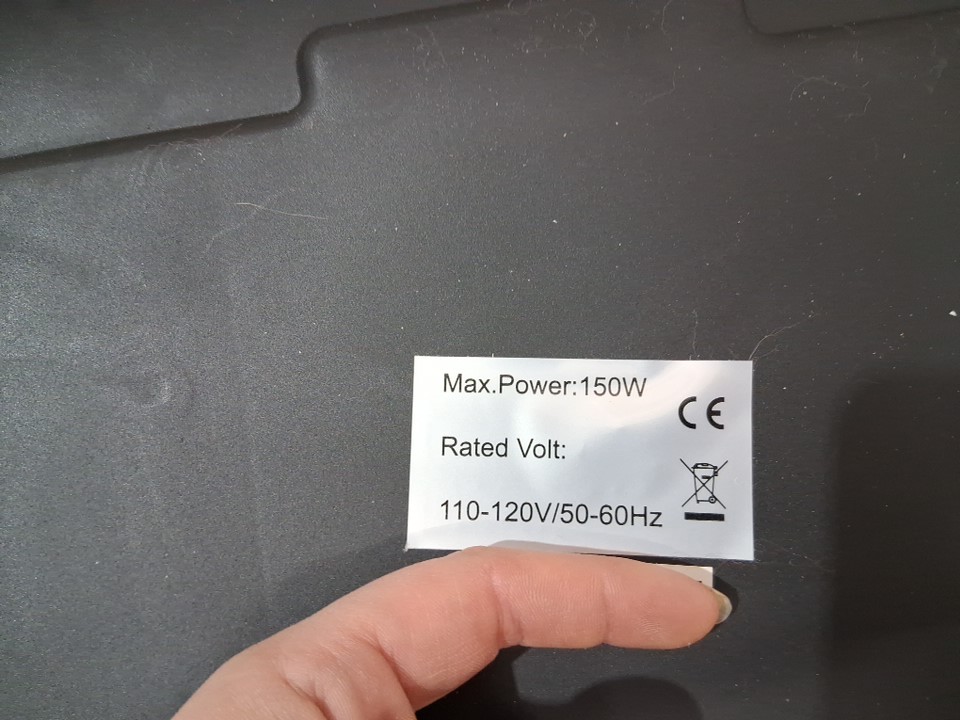 Max.Power:150W
CE
Rated Volt:
110-120V/50-60Hz